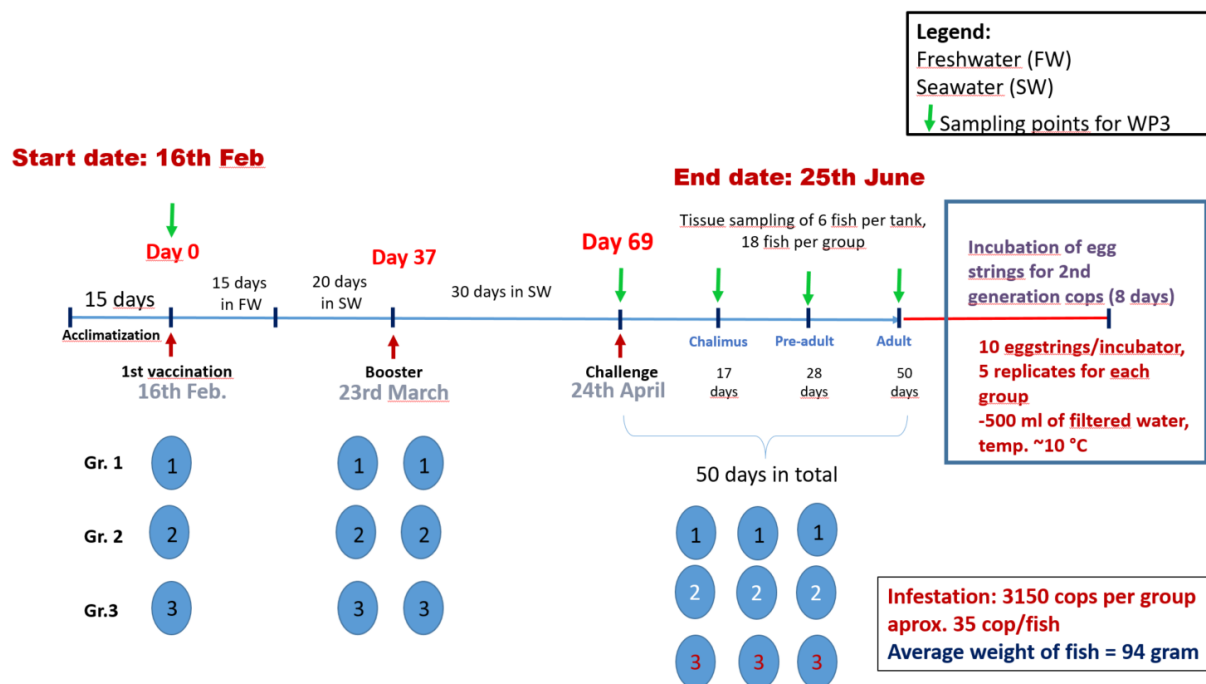 Legend:
Freshwater (FW)
Seawater (SW)
Sampling points for WP3
Start date: 16th Feb
End date: 25th June
Tissue sampling of 6 fish per tank,
18 fish per group
Day 0
Day 37
Day 69
15 days
15 days
in FW
20 days
in SW
30 days in SW
Acclimatization
1st vaccination
16th Feb.
Booster
23rd March
Challenge
24th April
Chalimus
Pre-adult
Adult
17
days
28
days
50
days
Incubation of egg
strings for 2nd
generation cops (8 days)
10 eggstrings/incubator,
5 replicates for each
group
-500 ml of filtered water,
temp. ~10 °C
50 days in total
Gr. 1
1
1 1
Gr. 2
2
2 2
Gr.3
3
3 3
1 1 1
2 2 2
3 3 3
Infestation: 3150 cops per group
aprox. 35 cop/fish
Average weight of fish = 94 gram